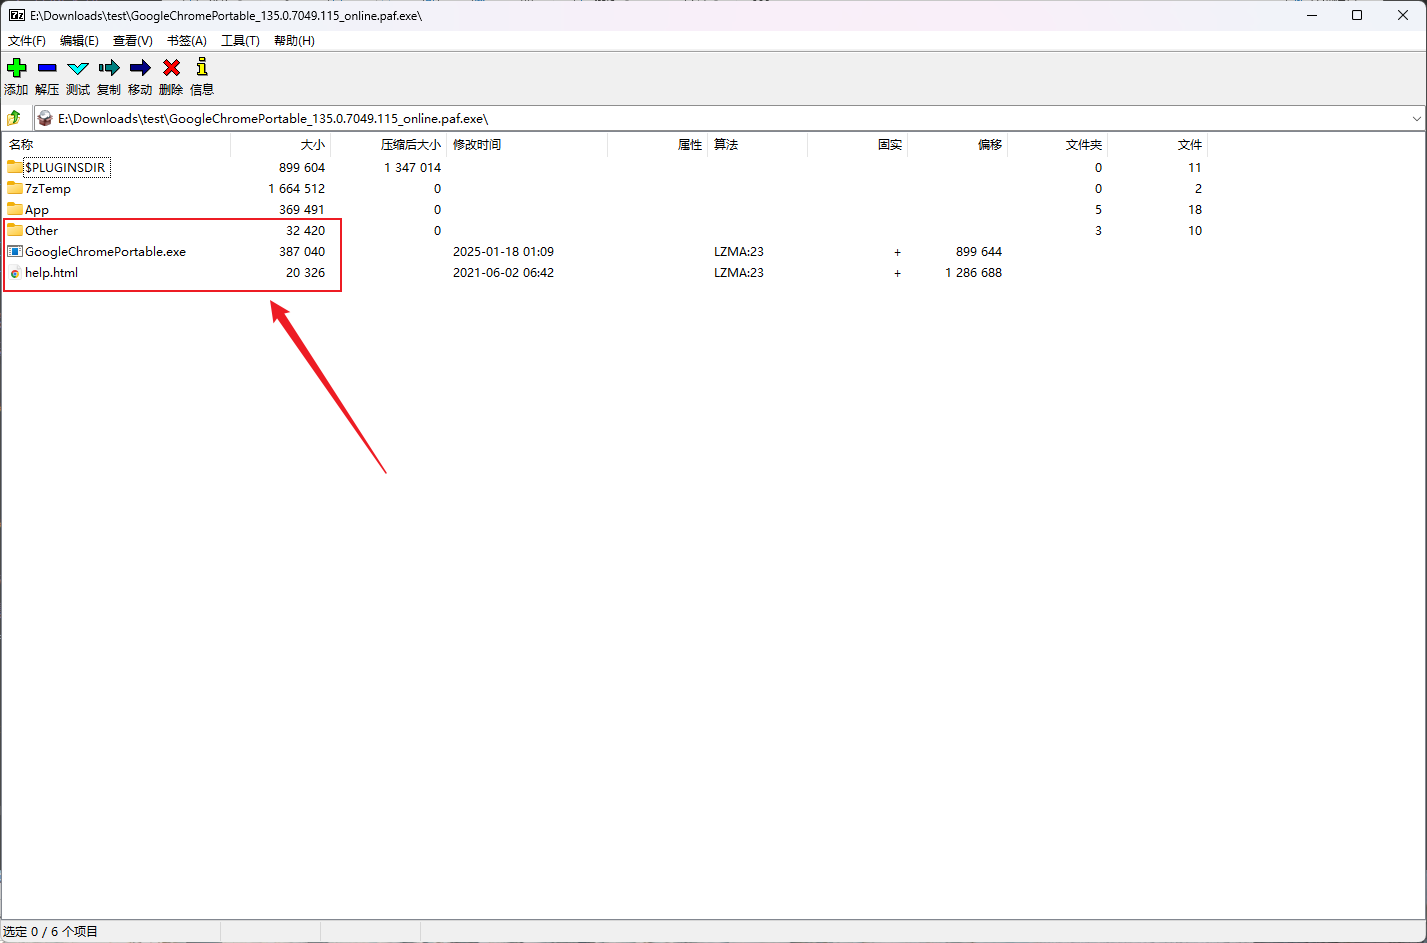 E:\Downloads\test\GoogleChromePortable_135.0.7049.115_online.paf.exe\
文件(F) 编辑(E) 查看(V) 书签(A) 工具(T) 帮助(H)
添加 解压 测试 复制 移动 删除 信息
E:\Downloads\test\GoogleChromePortable_135.0.7049.115_online.paf.exe\
名称 大小 压缩后大小 修改时间 属性 算法 固实 偏移 文件夹 文件
$PLUGINSDIR 899 604 1 347 014 0 11
7zTemp 1 664 512 0 0 2
App 369 491 0 5 18
Other 32 420 0 3 10
GoogleChromePortable.exe 387 040 2025-01-18 01:09 LZMA:23 + 899 644
help.html 20 326 2021-06-02 06:42 LZMA:23 + 1 286 688
选定 0 / 6 个项目